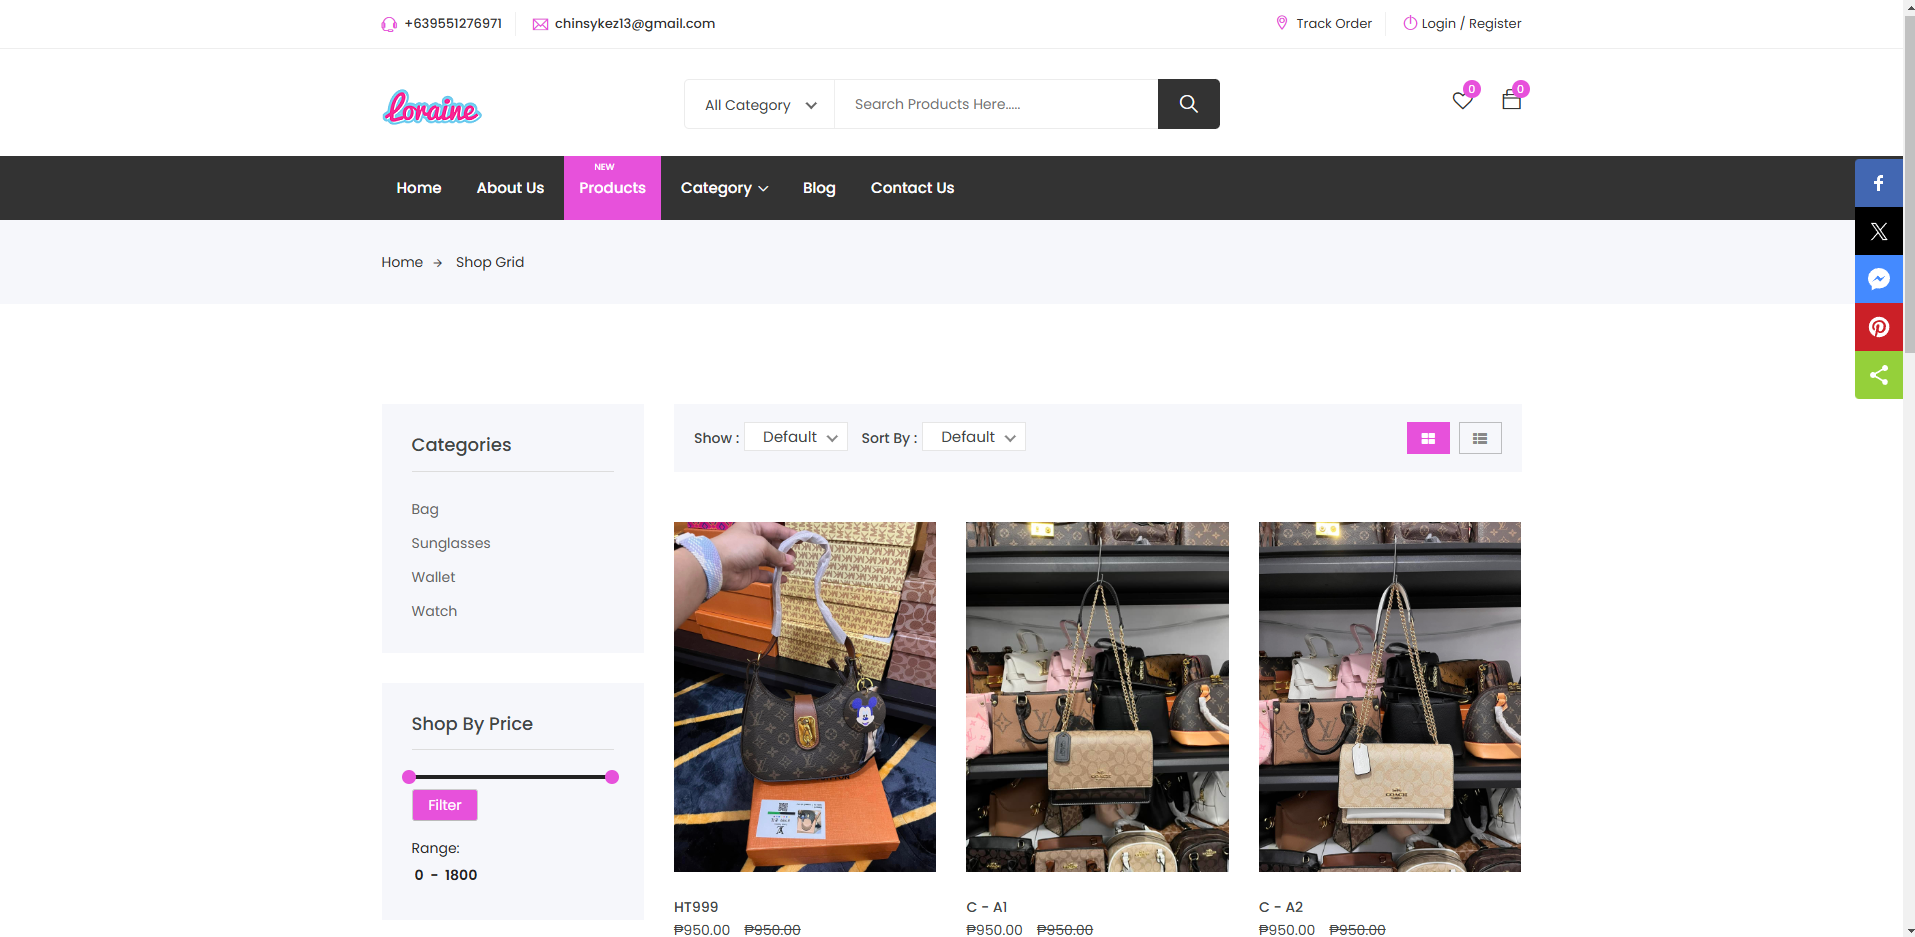 +639551276971
chinsykez13@gmail.com
Track Order
Login / Register
Loraine
All Category
Search Products Here.....
0
0
Home
About Us
NEW
Products
Category
Blog
Contact Us
Home → Shop Grid
Categories
Bag
Sunglasses
Wallet
Watch
Shop By Price
Filter
Range:
0 - 1800
Show :
Default
Sort By :
Default
COACH
HT999
₱950.00 ₱950.00
C - A1
₱950.00 ₱950.00
C - A2
₱950.00 ₱950.00